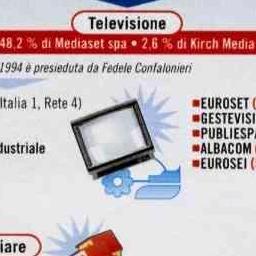 Televisione
48,2 % di Mediaset spa • 2,6 % di Kirch Media
1994 è presieduta da Fedele Confalonieri
Italia 1, Rete 4)
EUROSET (
GESTEVISI
PUBLIESPA
dustriale
ALBACOM (
EUROSEI (
iare